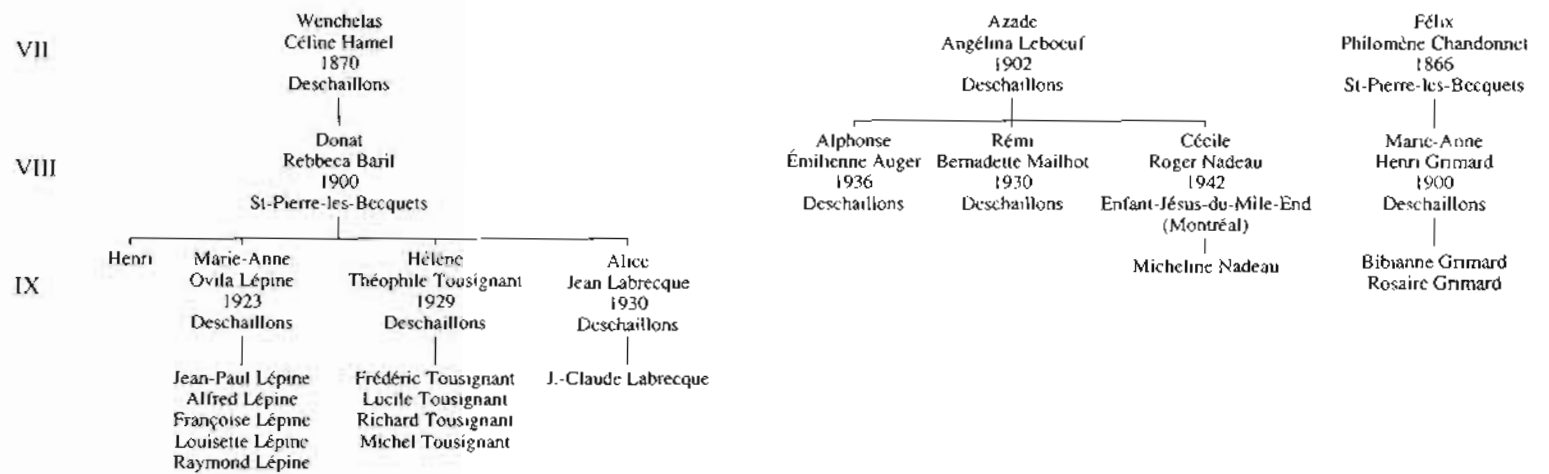 VII
Wenchelas
Céline Hamel
1870
Deschaillons
Azade
Angélina Leboeuf
1902
Deschaillons
Félix
Philomène Chandonnet
1866
St-Pierre-les-Becquets
VIII
Donat
Rebbeca Baril
1900
St-Pierre-les-Becquets
Alphonse
Émilienne Auger
1936
Deschaillons
Rémi
Bernadette Mailhot
1930
Deschaillons
Cécile
Roger Nadeau
1942
Enfant-Jésus-du-Mile-End
(Montréal)
Marie-Anne
Henri Grimard
1900
Deschaillons
IX
Henri
Marie-Anne
Ovila Lépine
1923
Deschaillons
Hélène
Théophile Tousignant
1929
Deschaillons
Alice
Jean Labrecque
1930
Deschaillons
Micheline Nadeau
Bibianne Grimard
Rosaire Grimard
Jean-Paul Lépine
Alfred Lépine
Françoise Lépine
Louisette Lépine
Raymond Lépine
Frédéric Tousignant
Lucile Tousignant
Richard Tousignant
Michel Tousignant
J.-Claude Labrecque